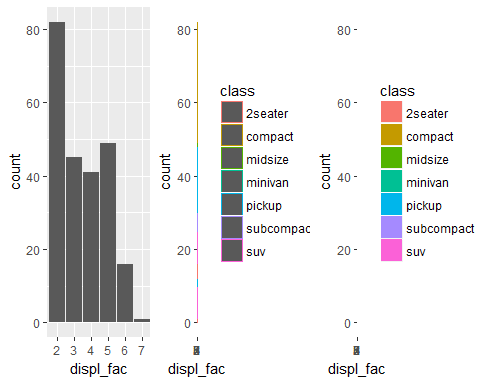 80
60
40
20
0
count
2 3 4 5 6 7
displ_fac
80
60
40
20
0
count
displ_fac
class
2seater
compact
midsize
minivan
pickup
subcompac
suv
80
60
40
20
0
count
displ_fac
class
2seater
compact
midsize
minivan
pickup
subcompact
suv